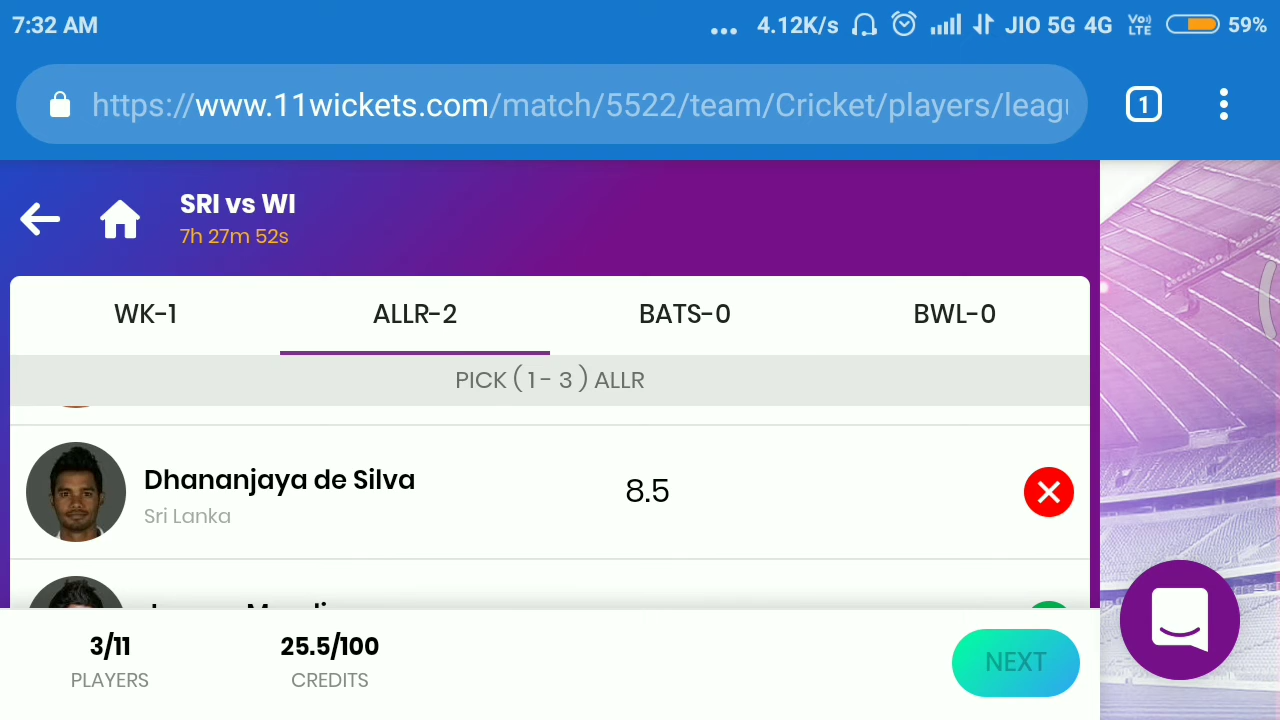 7:32 AM ... 4.12K/s JIO 5G 4G Vo)) LTE 59%
https://www.11wickets.com/match/5522/team/Cricket/players/leag
1
SRI vs WI
7h 27m 52s
WK-1 ALLR-2 BATS-0 BWL-0
PICK ( 1 - 3 ) ALLR
Dhananjaya de Silva 8.5
Sri Lanka
3/11 25.5/100 NEXT
PLAYERS CREDITS